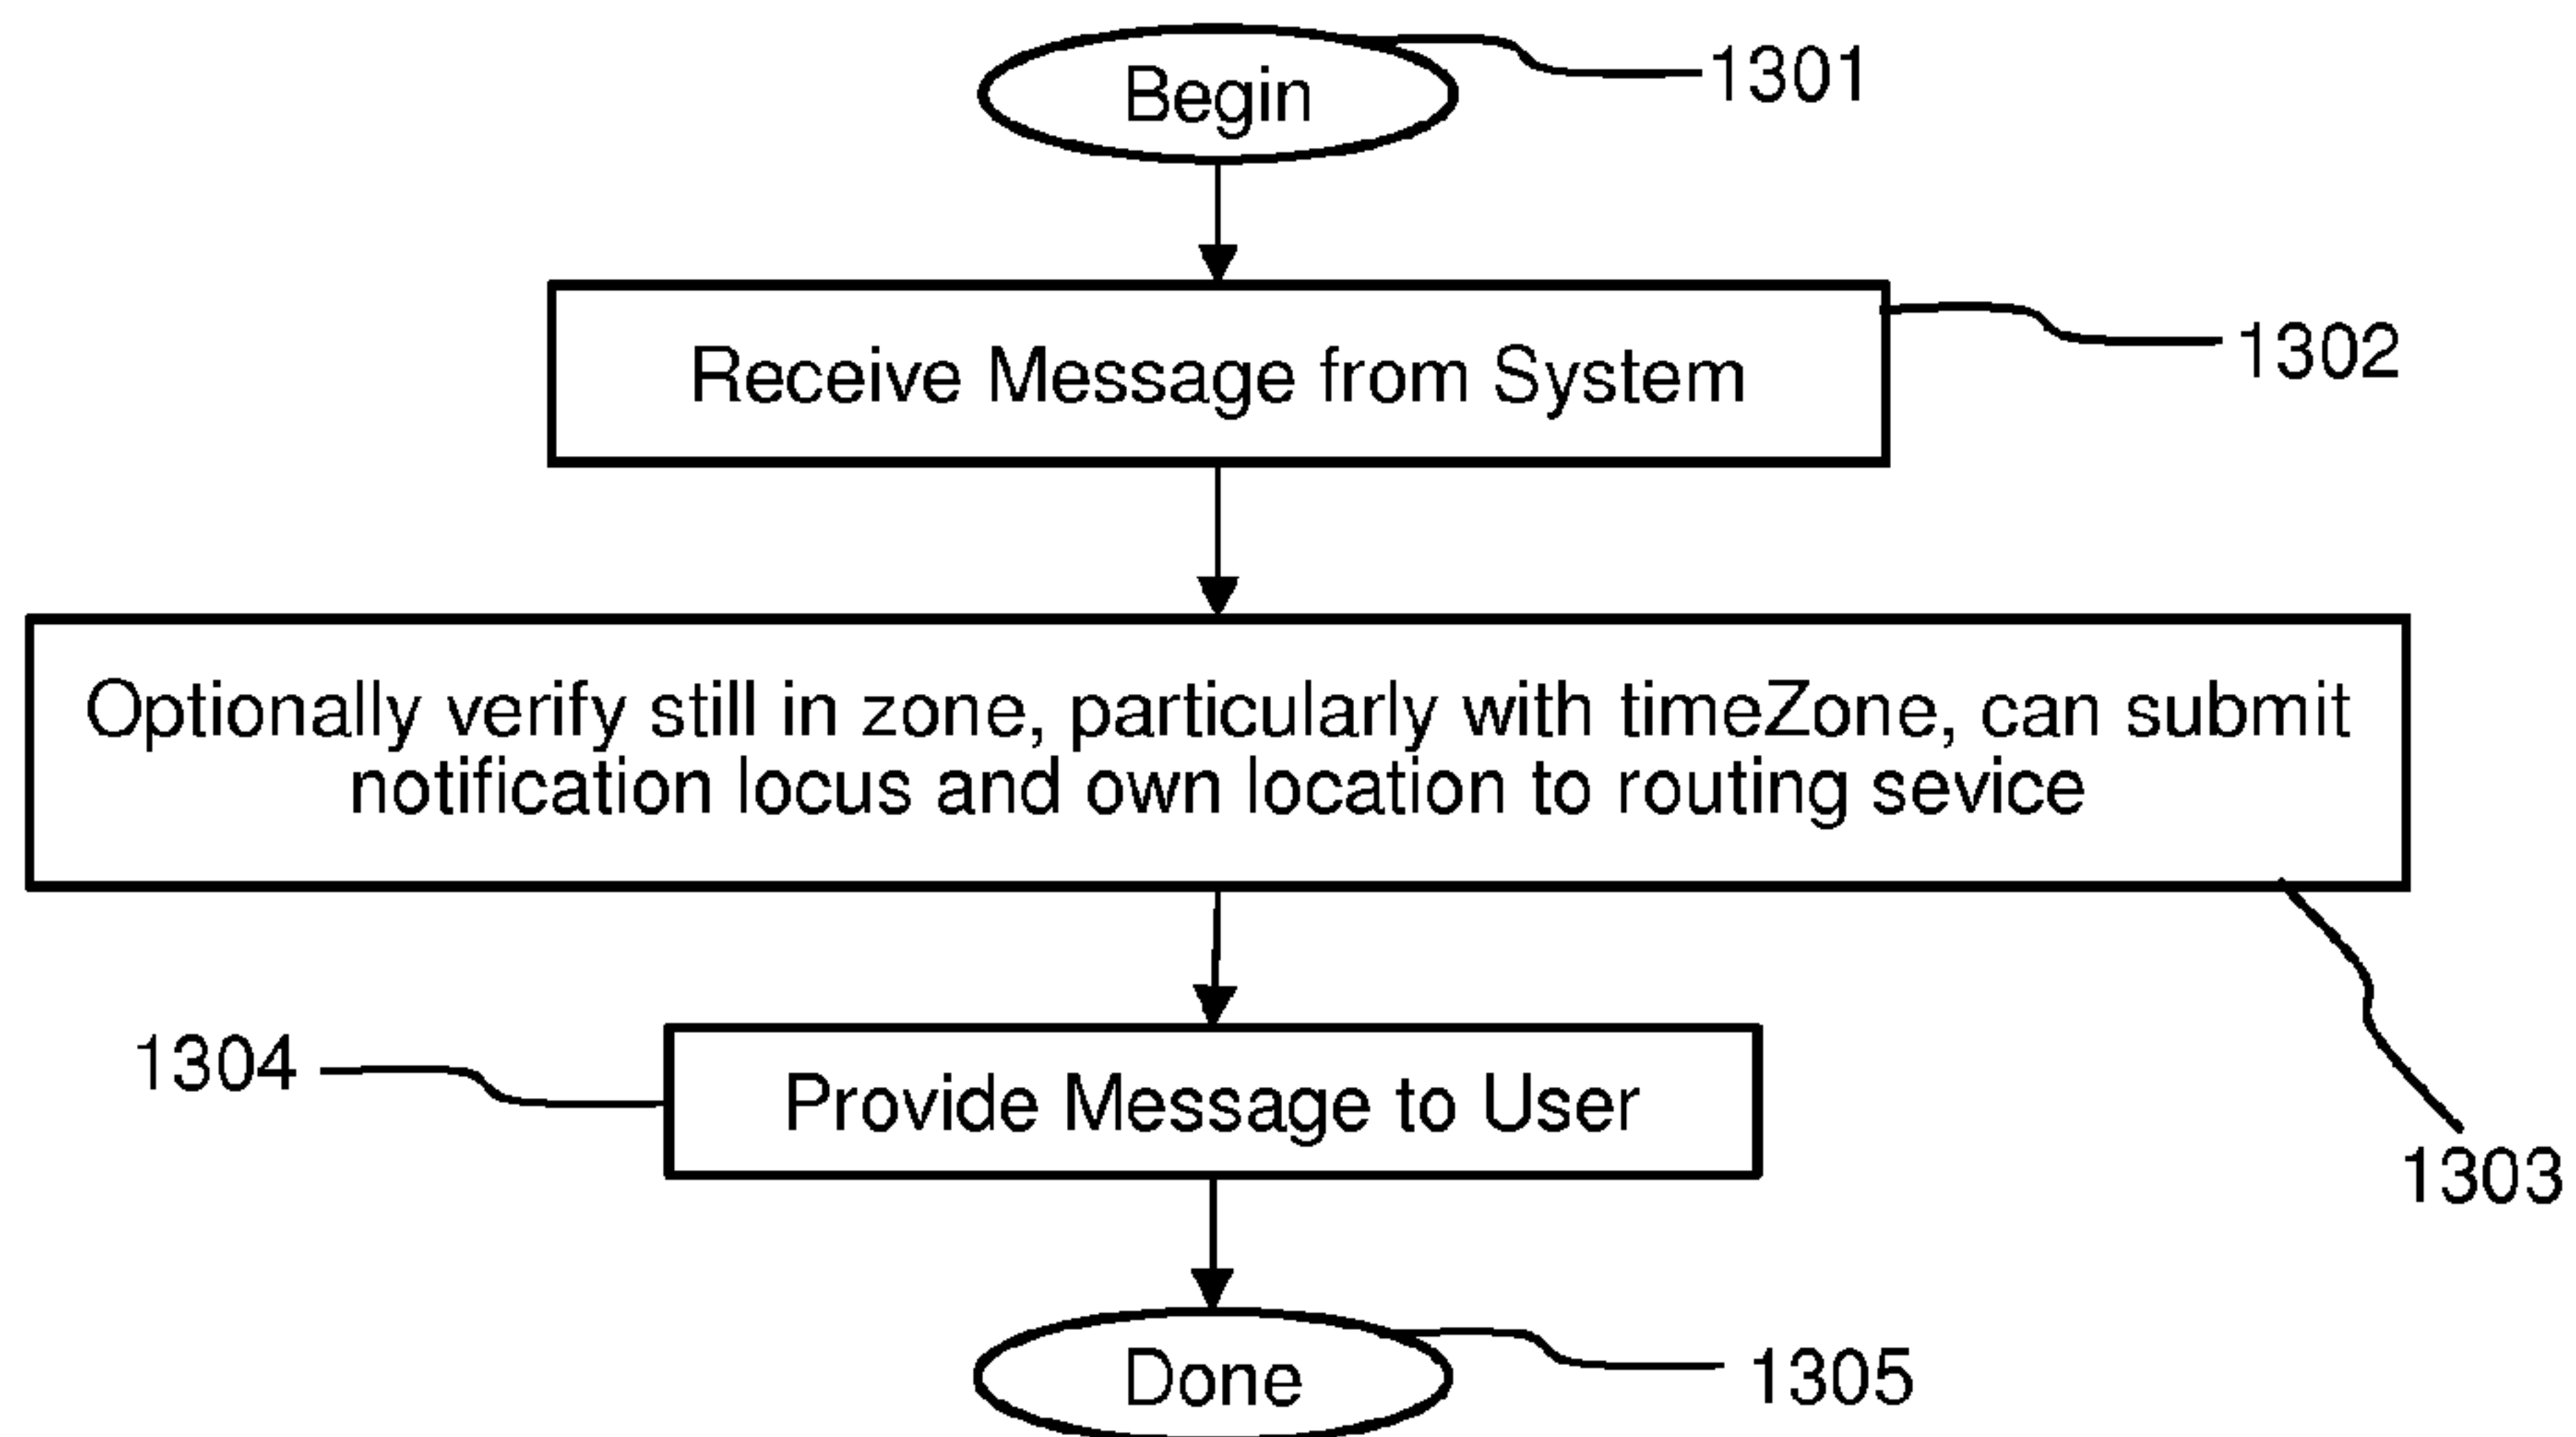 Begin
1301
Receive Message from System
1302
Optionally verify still in zone, particularly with timeZone, can submit
notification locus and own location to routing sevice
1303
1304
Provide Message to User
Done
1305